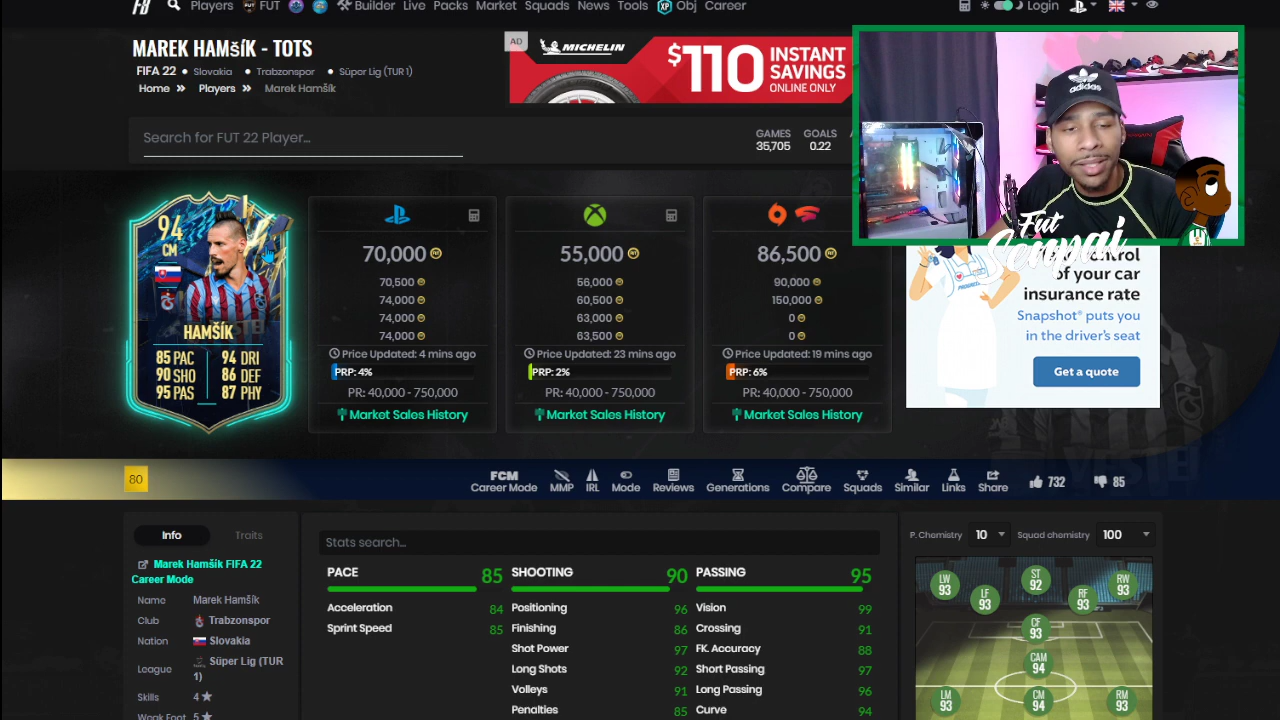 Players FUT Builder Live Packs Market Squads News Tools XP Obj Career Login
MAREK HAMšíK - TOTS
FIFA 22 Slovakia Trabzonspor Süper Lig (TUR 1)
Home Players Marek Hamšík
AD
MICHELIN
$110 INSTANT SAVINGS ONLINE ONLY
adidas
Search for FUT 22 Player...
GAMES GOALS
35,705 0.22
94
CM
HAMŠÍK
85 PAC 94 DRI
90 SHO 86 DEF
95 PAS 87 PHY
70,000
70,500
74,000
74,000
74,000
Price Updated: 4 mins ago
PRP: 4%
PR: 40,000 - 750,000
Market Sales History
55,000
56,000
60,500
63,000
63,500
Price Updated: 23 mins ago
PRP: 2%
PR: 40,000 - 750,000
Market Sales History
86,500
90,000
150,000
0
0
Price Updated: 19 mins ago
PRP: 6%
PR: 40,000 - 750,000
Market Sales History
Fut
Senpai
of your car
insurance rate
Snapshot® puts you
in the driver's seat
Get a quote
80
FCM
Career Mode MMP IRL Mode Reviews Generations Compare Squads Similar Links Share 732 85
Info Traits
Marek Hamšík FIFA 22
Career Mode
Name Marek Hamšík
Club Trabzonspor
Nation Slovakia
League Süper Lig (TUR
1)
Skills 4
Weak Foot 5
Stats search...
PACE 85
Acceleration 84
Sprint Speed 85
SHOOTING 90
Positioning 96
Finishing 86
Shot Power 97
Long Shots 92
Volleys 91
Penalties 85
PASSING 95
Vision 99
Crossing 91
FK. Accuracy 88
Short Passing 97
Long Passing 96
Curve 94
P. Chemistry 10 Squad chemistry 100
LW 93
LF 93
ST 92
RF 93
RW 93
CF 93
CAM 94
LM 93
CM 94
RM 93